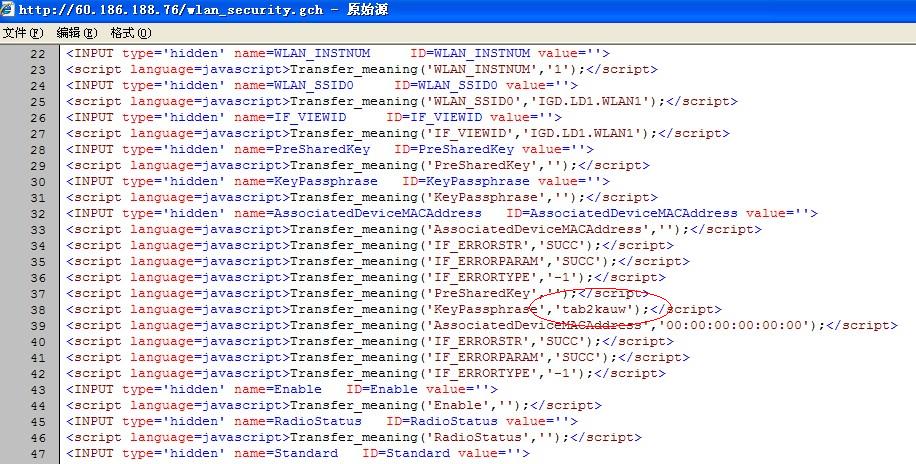 http://60.186.188.76/wlan_security.gch - 原始源
文件(F) 编辑(E) 格式(O)
22 <INPUT type='hidden' name=WLAN_INSTNUM ID=WLAN_INSTNUM value=''>
23 <script language=javascript>Transfer_meaning('WLAN_INSTNUM','1');</script>
24 <INPUT type='hidden' name=WLAN_SSID0 ID=WLAN_SSID0 value=''>
25 <script language=javascript>Transfer_meaning('WLAN_SSID0','IGD.LD1.WLAN1');</script>
26 <INPUT type='hidden' name=IF_VIEWID ID=IF_VIEWID value=''>
27 <script language=javascript>Transfer_meaning('IF_VIEWID','IGD.LD1.WLAN1');</script>
28 <INPUT type='hidden' name=PreSharedKey ID=PreSharedKey value=''>
29 <script language=javascript>Transfer_meaning('PreSharedKey','');</script>
30 <INPUT type='hidden' name=KeyPassphrase ID=KeyPassphrase value=''>
31 <script language=javascript>Transfer_meaning('KeyPassphrase','');</script>
32 <INPUT type='hidden' name=AssociatedDeviceMACAddress ID=AssociatedDeviceMACAddress value=''>
33 <script language=javascript>Transfer_meaning('AssociatedDeviceMACAddress','');</script>
34 <script language=javascript>Transfer_meaning('IF_ERRORSTR','SUCC');</script>
35 <script language=javascript>Transfer_meaning('IF_ERRORPARAM','SUCC');</script>
36 <script language=javascript>Transfer_meaning('IF_ERRORTYPE','-1');</script>
37 <script language=javascript>Transfer_meaning('PreSharedKey','');</script>
38 <script language=javascript>Transfer_meaning('KeyPassphrase','tab2kauw');</script>
39 <script language=javascript>Transfer_meaning('AssociatedDeviceMACAddress','00:00:00:00:00:00');</script>
40 <script language=javascript>Transfer_meaning('IF_ERRORSTR','SUCC');</script>
41 <script language=javascript>Transfer_meaning('IF_ERRORPARAM','SUCC');</script>
42 <script language=javascript>Transfer_meaning('IF_ERRORTYPE','-1');</script>
43 <INPUT type='hidden' name=Enable ID=Enable value=''>
44 <script language=javascript>Transfer_meaning('Enable','');</script>
45 <INPUT type='hidden' name=RadioStatus ID=RadioStatus value=''>
46 <script language=javascript>Transfer_meaning('RadioStatus','');</script>
47 <INPUT type='hidden' name=Standard ID=Standard value=''>